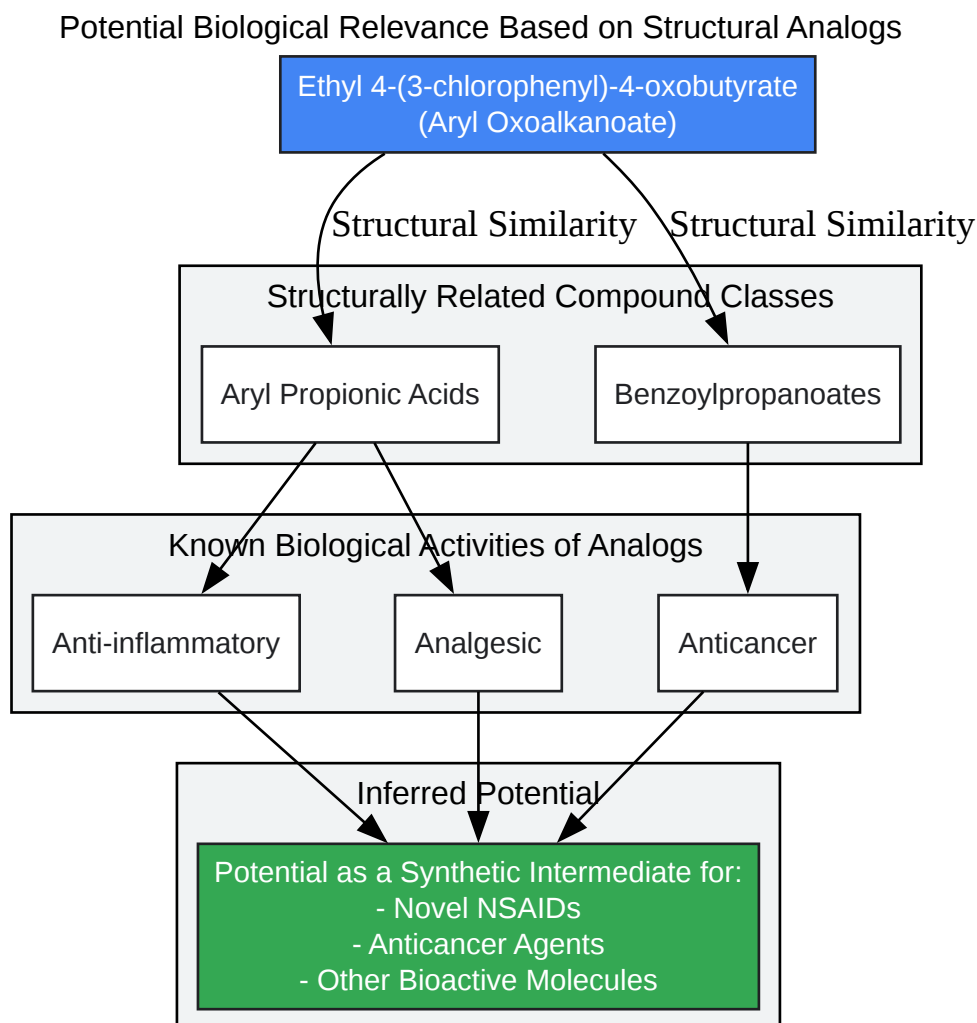 Potential Biological Relevance Based on Structural Analogs
Ethyl 4-(3-chlorophenyl)-4-oxobutyrate
(Aryl Oxoalkanoate)
Structural Similarity
Structural Similarity
Structurally Related Compound Classes
Aryl Propionic Acids
Benzoylpropanoates
Known Biological Activities of Analogs
Anti-inflammatory
Analgesic
Anticancer
Inferred Potential
Potential as a Synthetic Intermediate for:
- Novel NSAIDs
- Anticancer Agents
- Other Bioactive Molecules